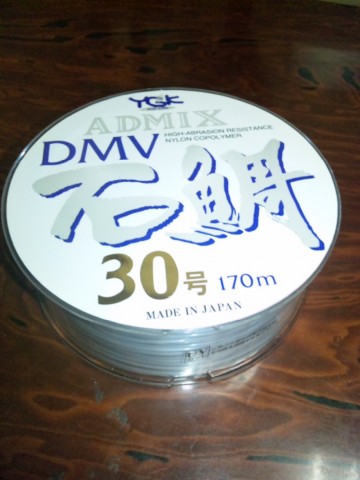 YGK
ADMIX
HIGH-ABRASION RESISTANCE
NYLON COPOLYMER
DMV
石鯛
30号 170m
MADE IN JAPAN